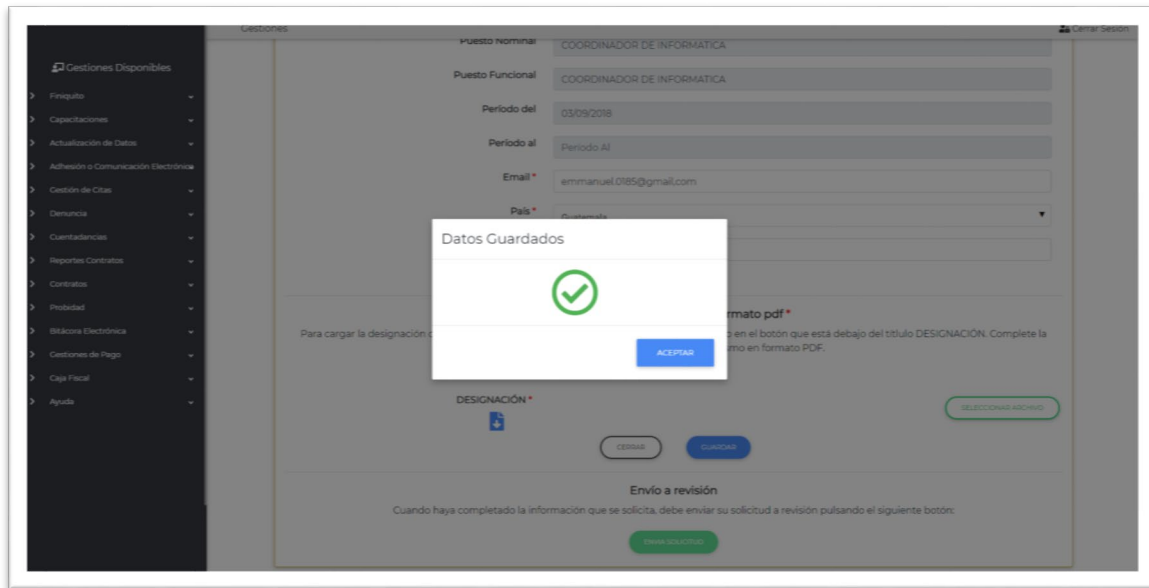 Gestiones
Cerrar Sesión
Gestiones Disponibles
Finiquito
Capacitaciones
Actualización de Datos
Adhesión o Comunicación Electrónica
Gestión de Citas
Denuncia
Cuentadancias
Reportes Contratos
Contratos
Probidad
Bitácora Electrónica
Gestiones de Pago
Caja Fiscal
Ayuda
Puesto Nominal
COORDINADOR DE INFORMATICA
Puesto Funcional
COORDINADOR DE INFORMATICA
Período del
03/09/2018
Período al
Periodo Al
Email *
emmanuel.0185@gmail.com
País *
Guatemala
Datos Guardados
ACEPTAR
rmato pdf *
Para cargar la designación
en el botón que está debajo del título DESIGNACIÓN. Complete la
mo en formato PDF.
DESIGNACIÓN *
SELECCIONAR ARCHIVO
CERRAR
GUARDAR
Envío a revisión
Cuando haya completado la información que se solicita, debe enviar su solicitud a revisión pulsando el siguiente botón:
ENVIAR SOLICITUD